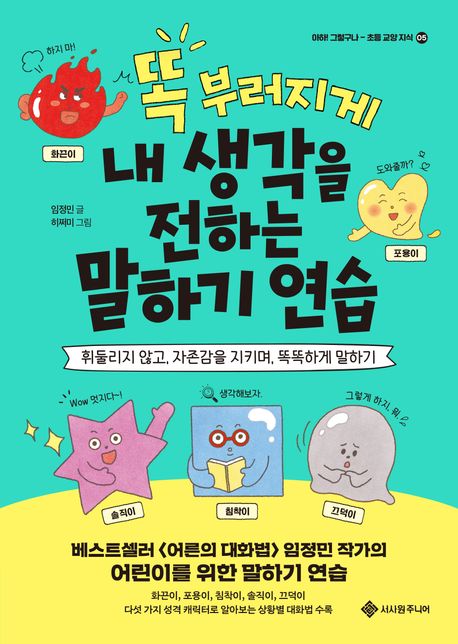 아하! 그렇구나 - 초등 교양 지식 05
하지 마!
화끈이
똑 부러지게
내 생각을
전하는
말하기 연습
임정민 글
히쩌미 그림
도와줄까?
포용이
휘둘리지 않고, 자존감을 지키며, 똑똑하게 말하기
Wow 멋지다~!
솔직이
생각해보자.
침착이
그렇게 하지, 뭐.
끄덕이
베스트셀러 〈어른의 대화법〉 임정민 작가의
어린이를 위한 말하기 연습
화끈이, 포용이, 침착이, 솔직이, 끄덕이
다섯 가지 성격 캐릭터로 알아보는 상황별 대화법 수록
서사원주니어